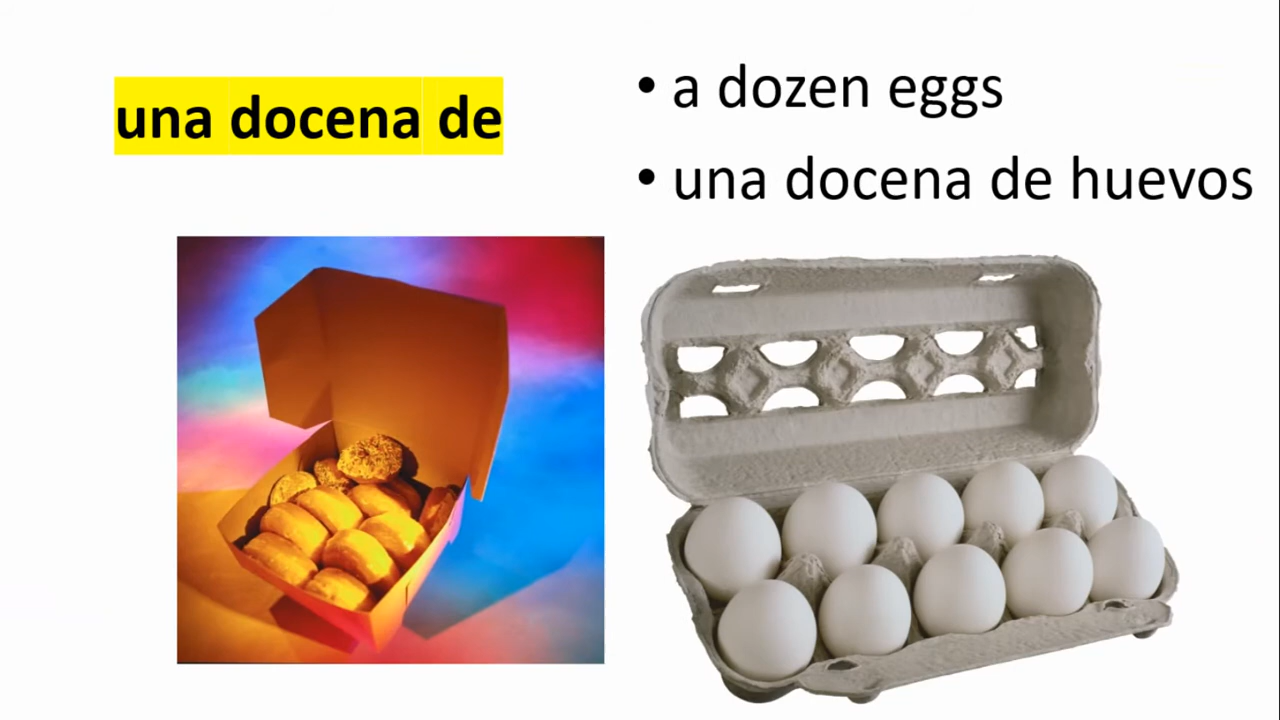 una docena de
• a dozen eggs
• una docena de huevos